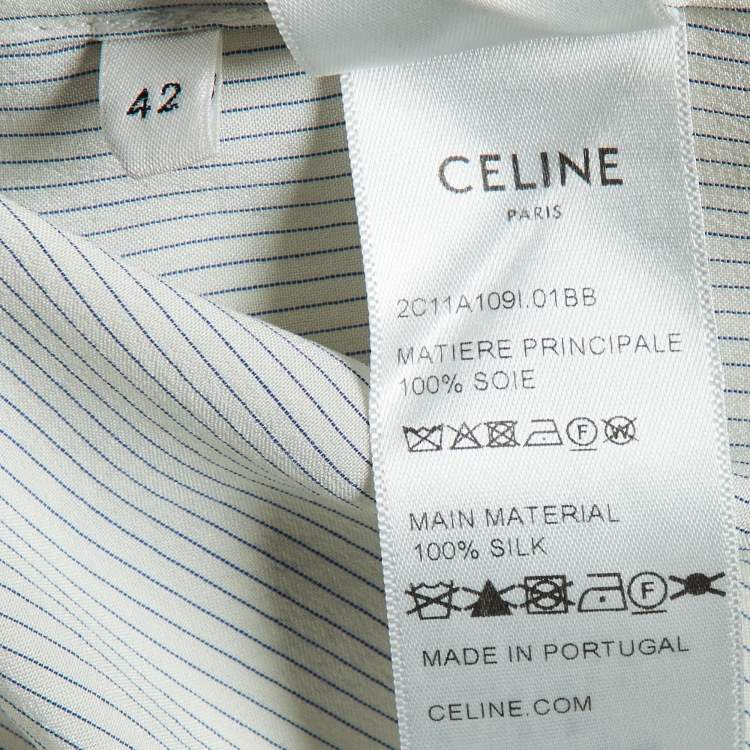 42
CELINE
PARIS
2C11A109I.01BB
MATIERE PRINCIPALE
100% SOIE
MAIN MATERIAL
100% SILK
MADE IN PORTUGAL
CELINE.COM